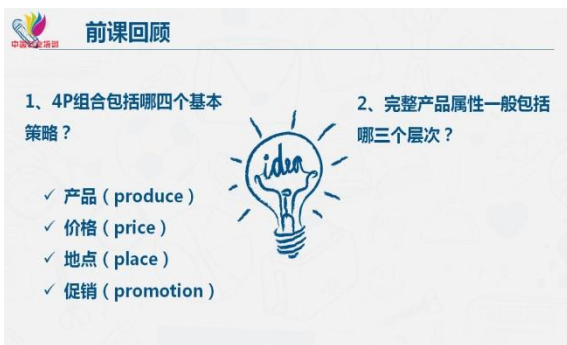 前课回顾
1、4P组合包括哪四个基本
策略？
✓ 产品（produce）
✓ 价格（price）
✓ 地点（place）
✓ 促销（promotion）
idea
2、完整产品属性一般包括
哪三个层次？